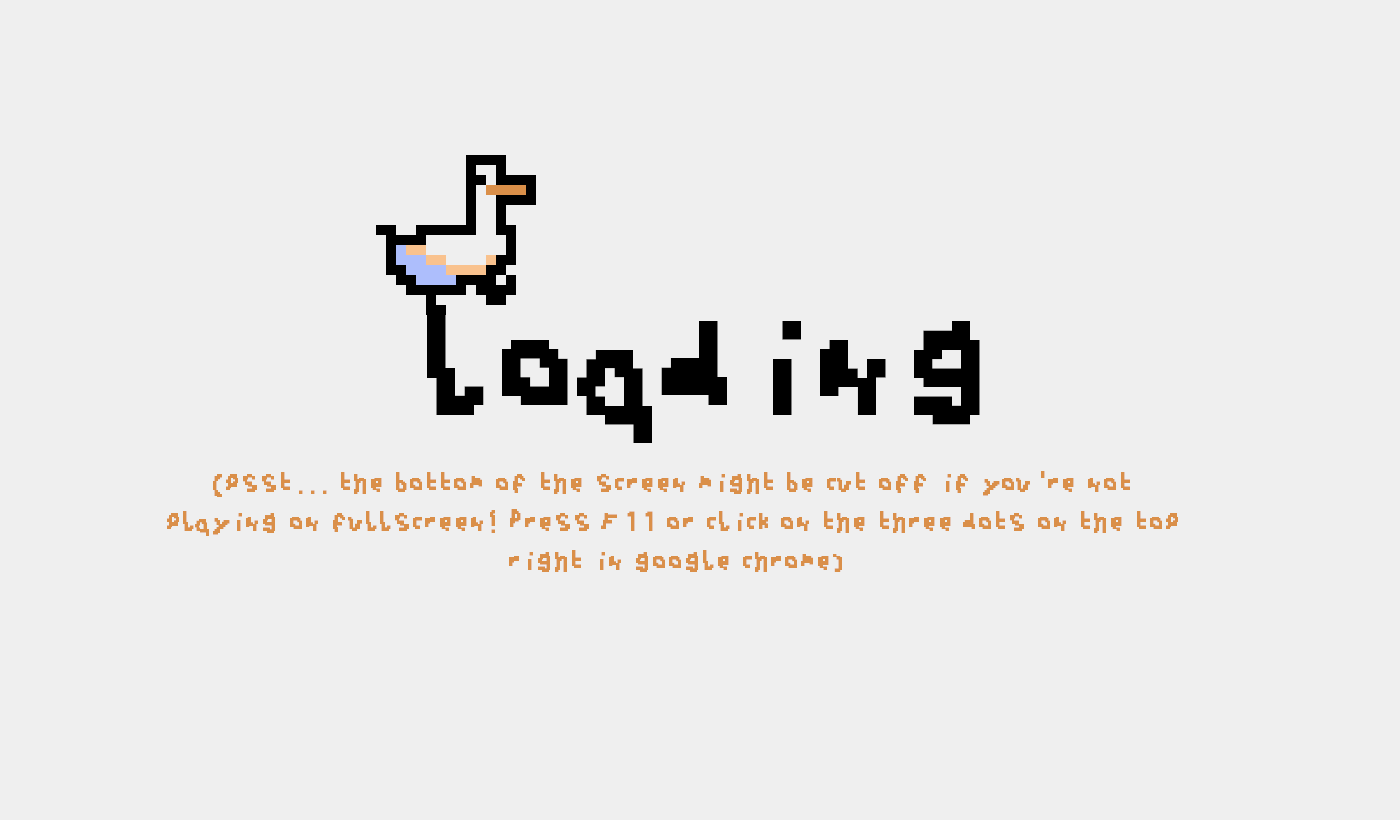 loading
(Psst... the bottom of the screen might be cut off if you're not
playing on fullscreen! Press F11 or click on the three dots on the top
right in google chrome)